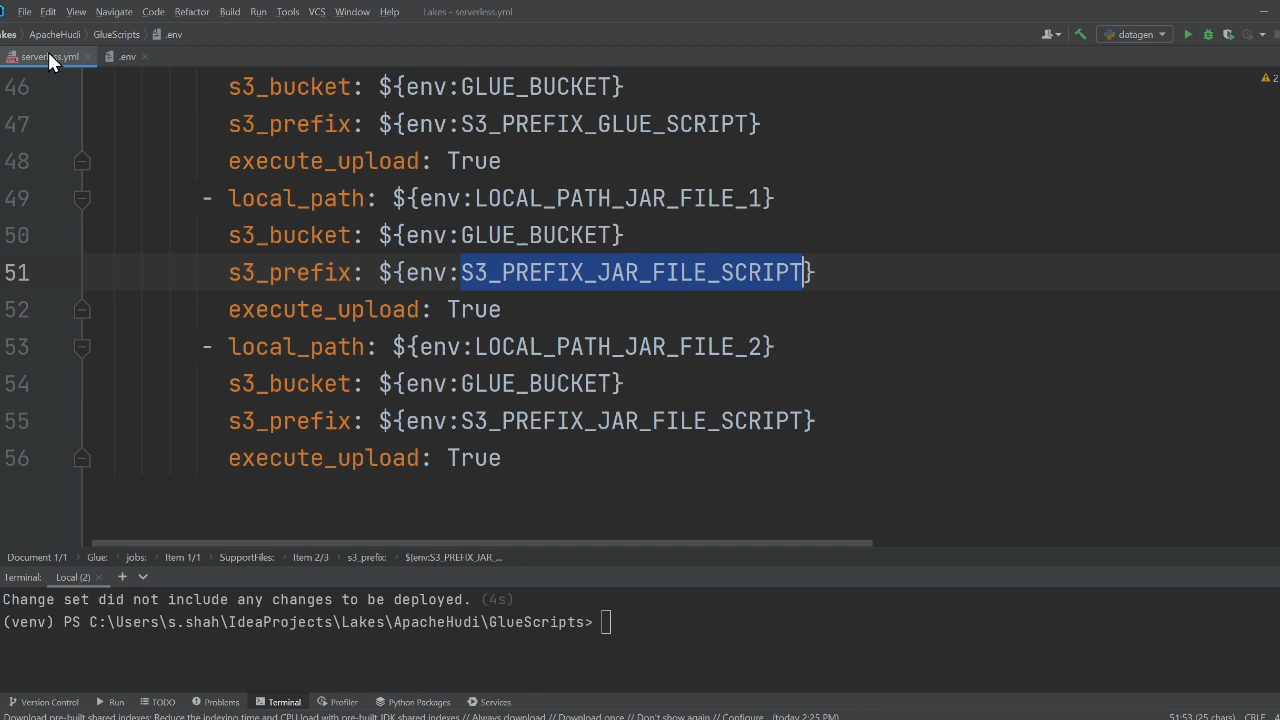 File Edit View Navigate Code Refactor Build Run Tools VCS Window Help Lakes - serverless.yml
akes ApacheHudi GlueScripts .env datagen
serverless.yml .env
2
46 s3_bucket: ${env:GLUE_BUCKET}
47 s3_prefix: ${env:S3_PREFIX_GLUE_SCRIPT}
48 execute_upload: True
49 - local_path: ${env:LOCAL_PATH_JAR_FILE_1}
50 s3_bucket: ${env:GLUE_BUCKET}
51 s3_prefix: ${env:S3_PREFIX_JAR_FILE_SCRIPT}
52 execute_upload: True
53 - local_path: ${env:LOCAL_PATH_JAR_FILE_2}
54 s3_bucket: ${env:GLUE_BUCKET}
55 s3_prefix: ${env:S3_PREFIX_JAR_FILE_SCRIPT}
56 execute_upload: True
Document 1/1 Glue: jobs: Item 1/1 SupportFiles: Item 2/3 s3_prefix: ${env:S3_PREFIX_JAR_...
Terminal: Local (2)
Change set did not include any changes to be deployed. (4s)
(venv) PS C:\Users\s.shah\IdeaProjects\Lakes\ApacheHudi\GlueScripts>
Version Control Run TODO Problems Terminal Profiler Python Packages Services
Download pre-built shared indexes: Reduce the indexing time and CPU load with pre-built JDK shared indexes // Always download // Download once // Don't show again // Configure... (today 2:25 PM) 51:53 (25 chars) CRLF